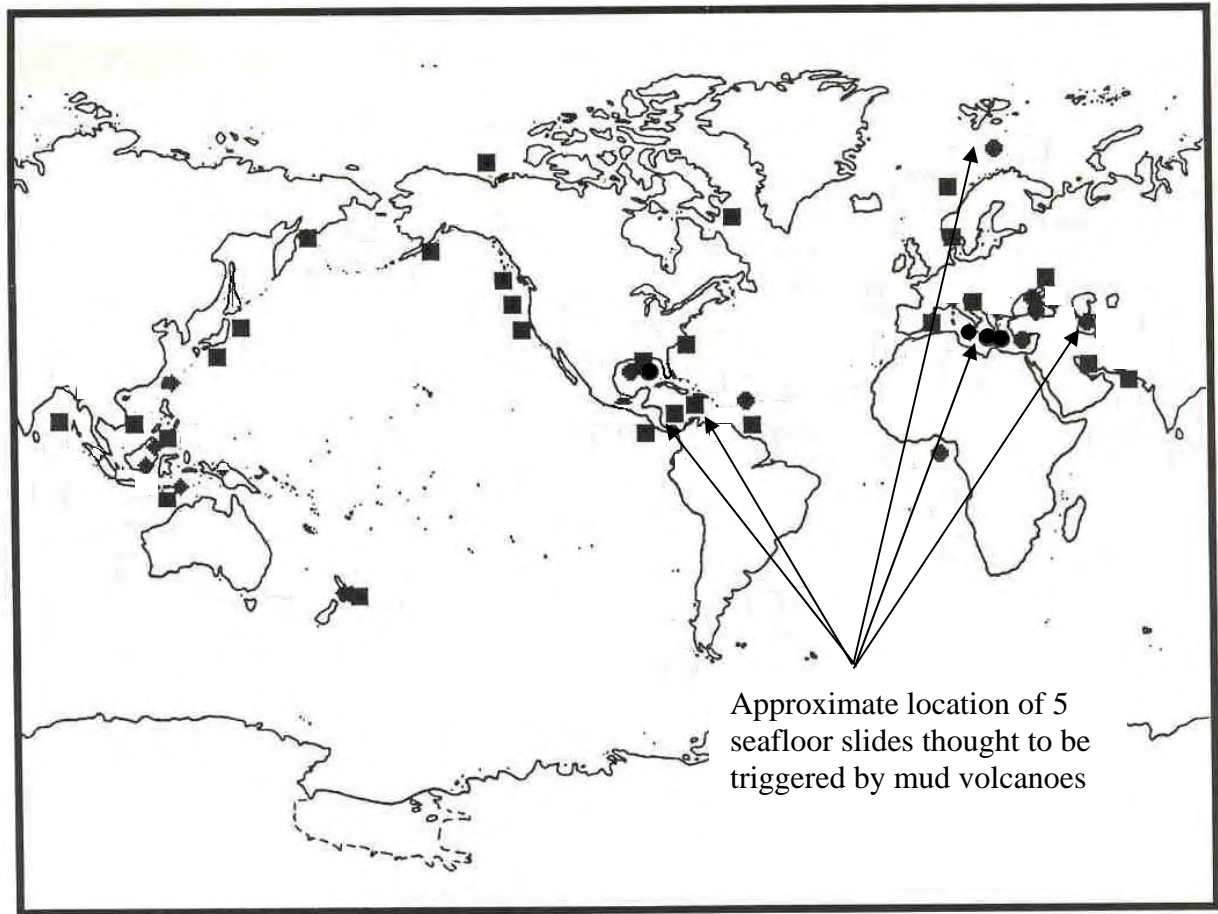 Approximate location of 5
seafloor slides thought to be
triggered by mud volcanoes